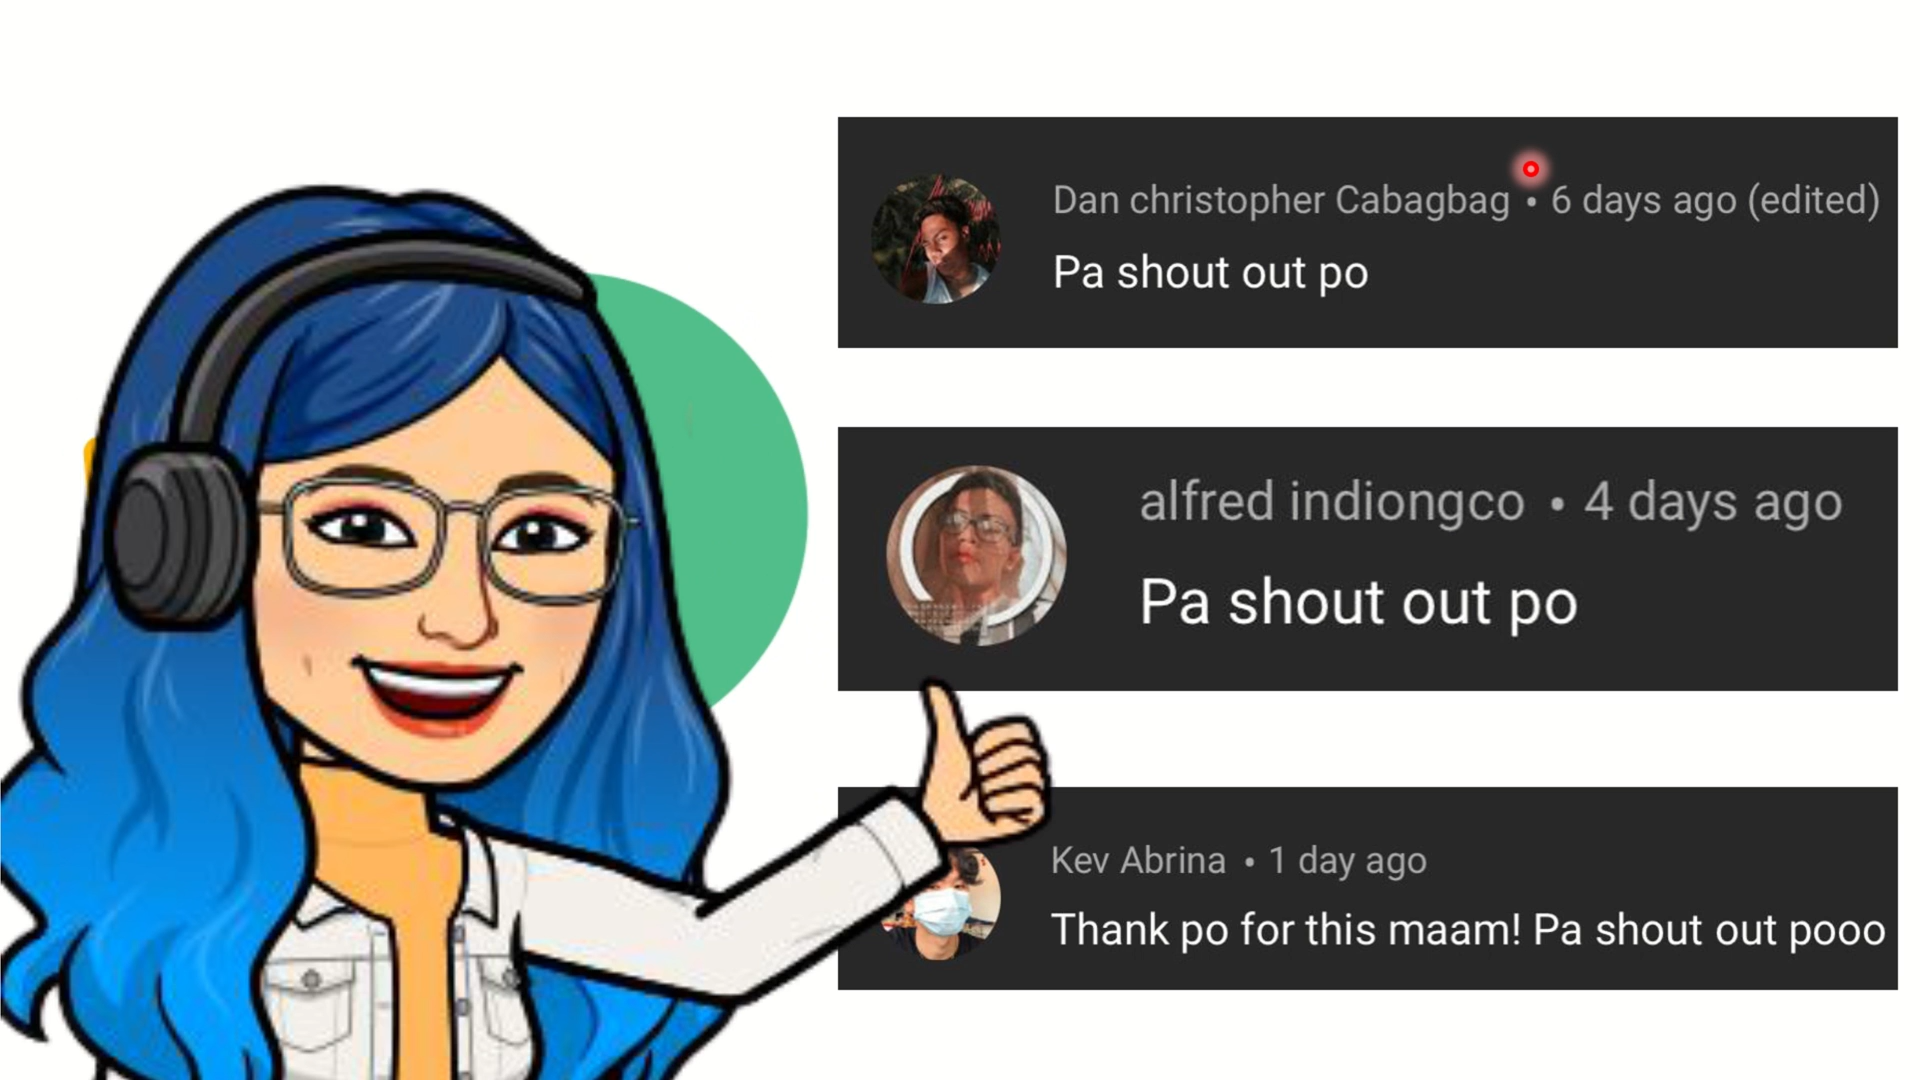 Dan christopher Cabagbag • 6 days ago (edited)
Pa shout out po
alfred indiongco • 4 days ago
Pa shout out po
Kev Abrina • 1 day ago
Thank po for this maam! Pa shout out pooo